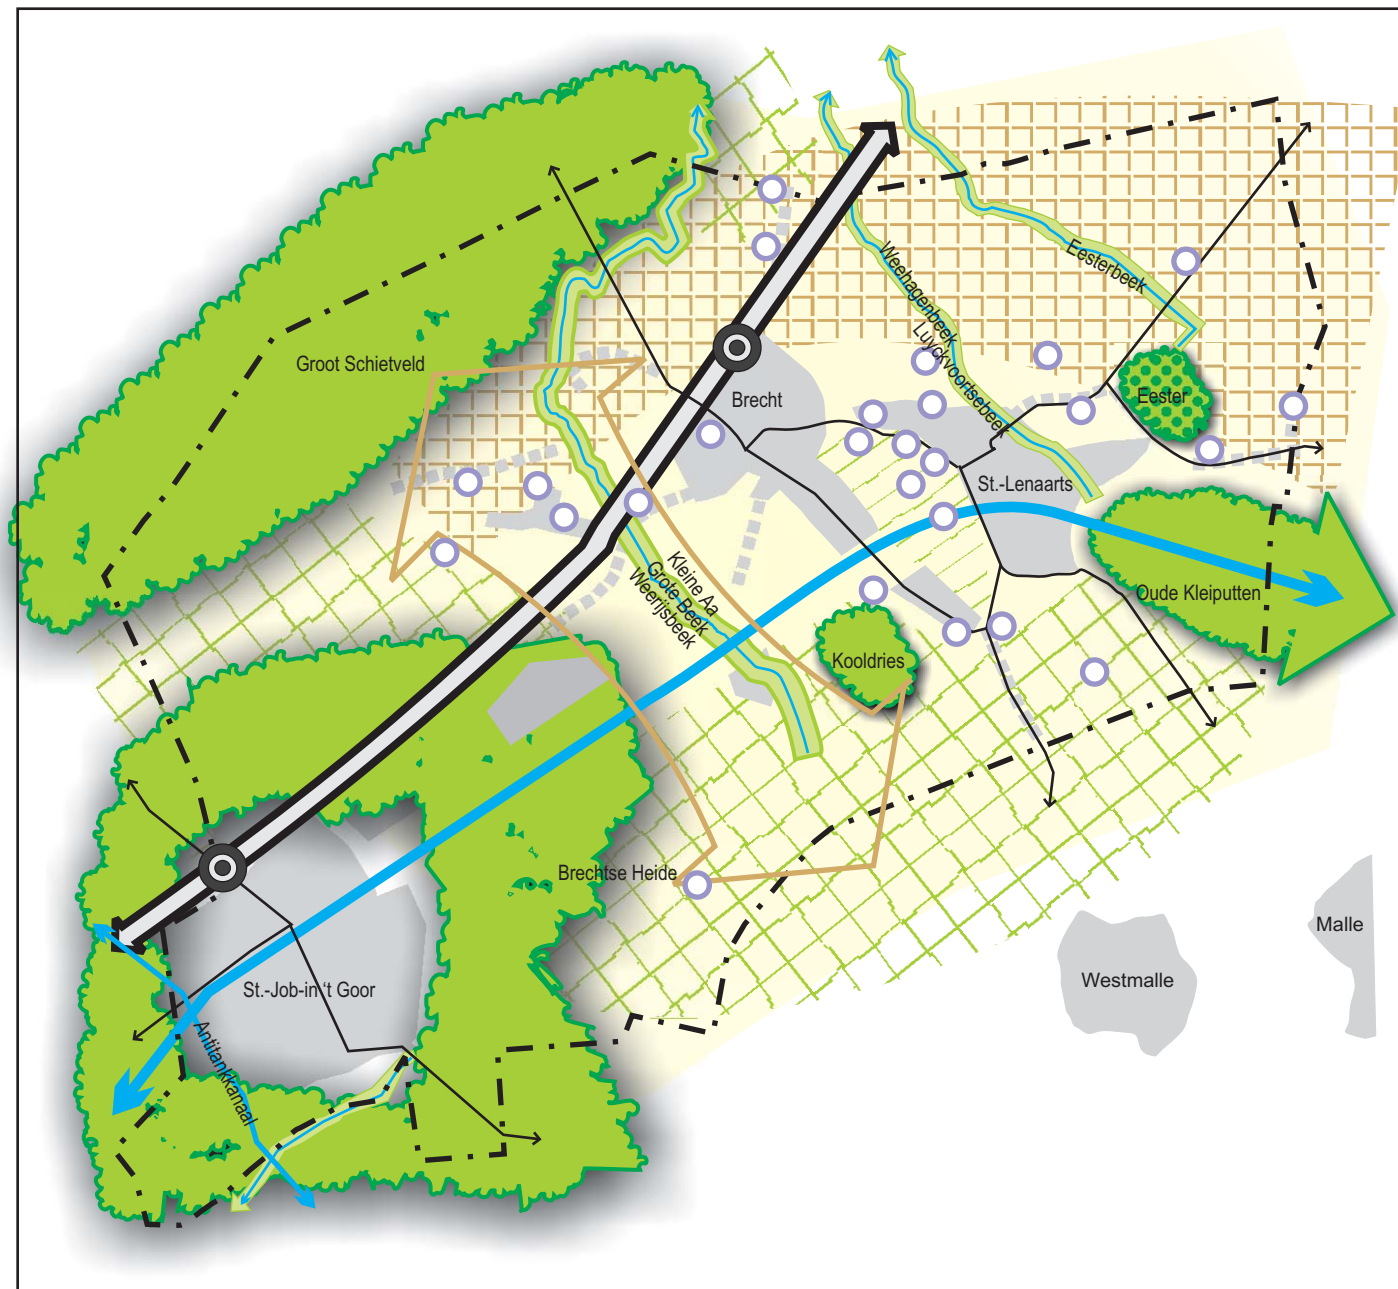 Eesterbeek
Weehagenbeek
Luyckvoortsebeek
Groot Schietveld
Brecht
Eester
St.-Lenaarts
Kleine Aa
Grote Beek
Weerijsbeek
Oude Kleiputten
Kooldries
Brechtse Heide
Malle
Westmalle
St.-Job-in‘t Goor
Antitankkanaal